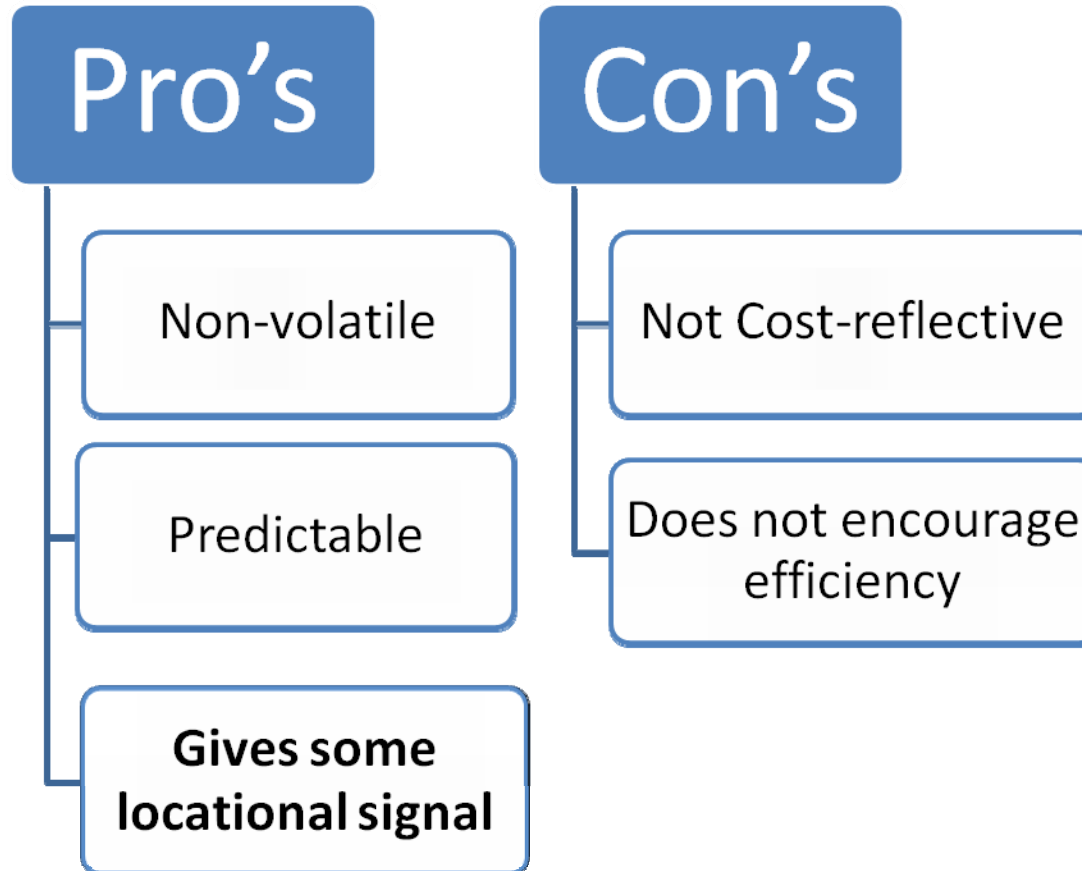 Pro’s
Non-volatile
Predictable
Gives some
locational signal
Con’s
Not Cost-reflective
Does not encourage
efficiency